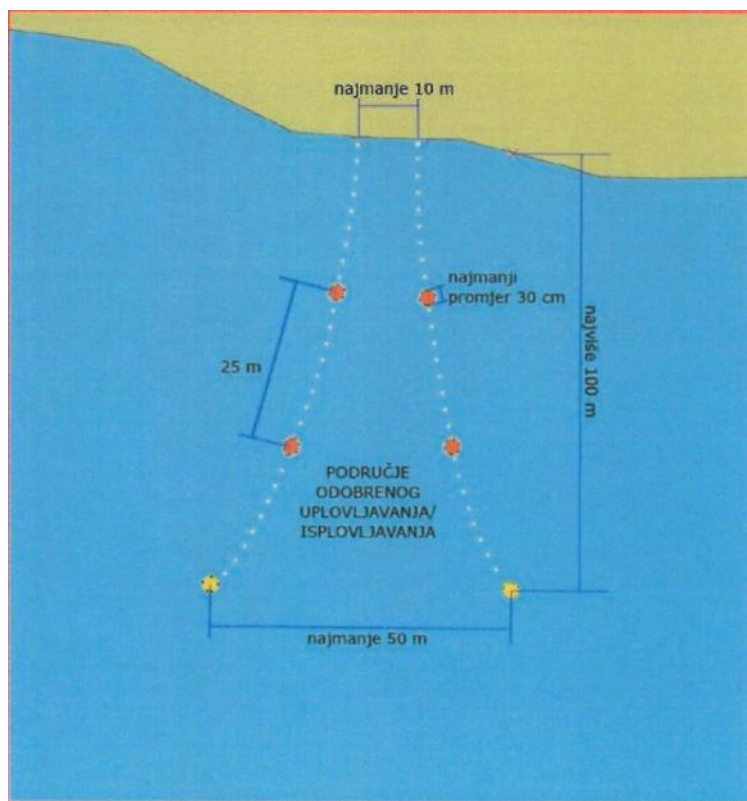 najmanje 10 m
najmanji
promjer 30 cm
najviše 100 m
25 m
PODRUČJE
ODOBRENOG
UPLOVLJAVANJA/
ISPLOVLJAVANJA
najmanje 50 m